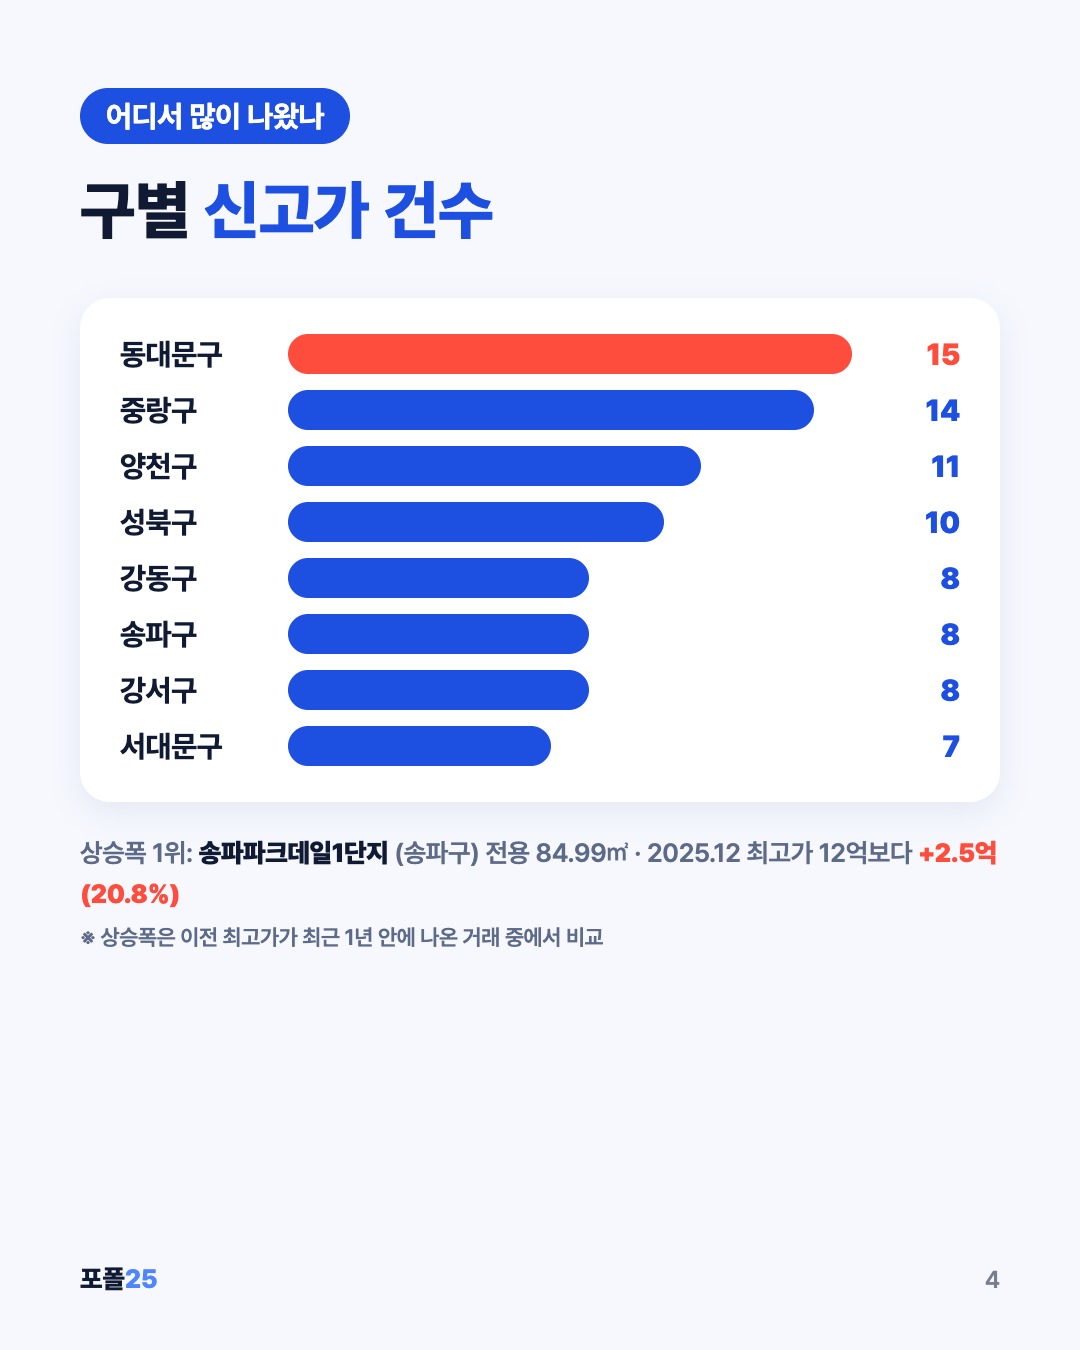 어디서 많이 나왔나
구별 신고가 건수
동대문구 15
중랑구 14
양천구 11
성북구 10
강동구 8
송파구 8
강서구 8
서대문구 7
상승폭 1위: 송파파크데일1단지 (송파구) 전용 84.99㎡ · 2025.12 최고가 12억보다 +2.5억
(20.8%)
※ 상승폭은 이전 최고가가 최근 1년 안에 나온 거래 중에서 비교
포폴25
4